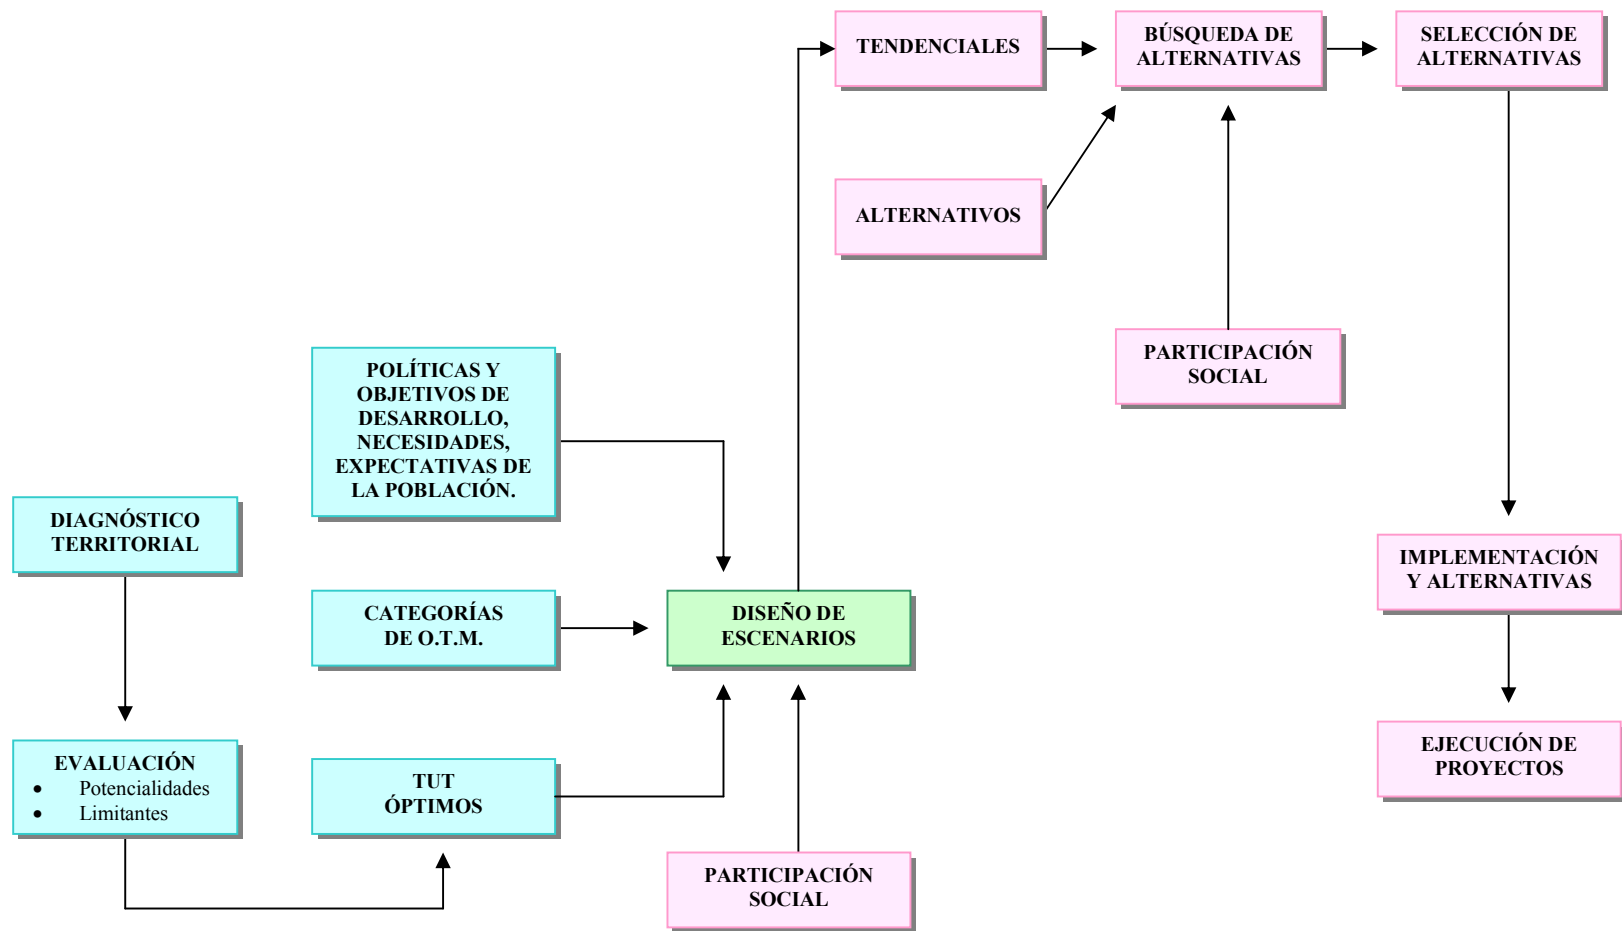 TENDENCIALES
BÚSQUEDA DE
ALTERNATIVAS
SELECCIÓN DE
ALTERNATIVAS
ALTERNATIVOS
PARTICIPACIÓN
SOCIAL
POLÍTICAS Y
OBJETIVOS DE
DESARROLLO,
NECESIDADES,
EXPECTATIVAS DE
LA POBLACIÓN.
DIAGNÓSTICO
TERRITORIAL
IMPLEMENTACIÓN
Y ALTERNATIVAS
CATEGORÍAS
DE O.T.M.
DISEÑO DE
ESCENARIOS
EVALUACIÓN
• Potencialidades
• Limitantes
TUT
ÓPTIMOS
EJECUCIÓN DE
PROYECTOS
PARTICIPACIÓN
SOCIAL